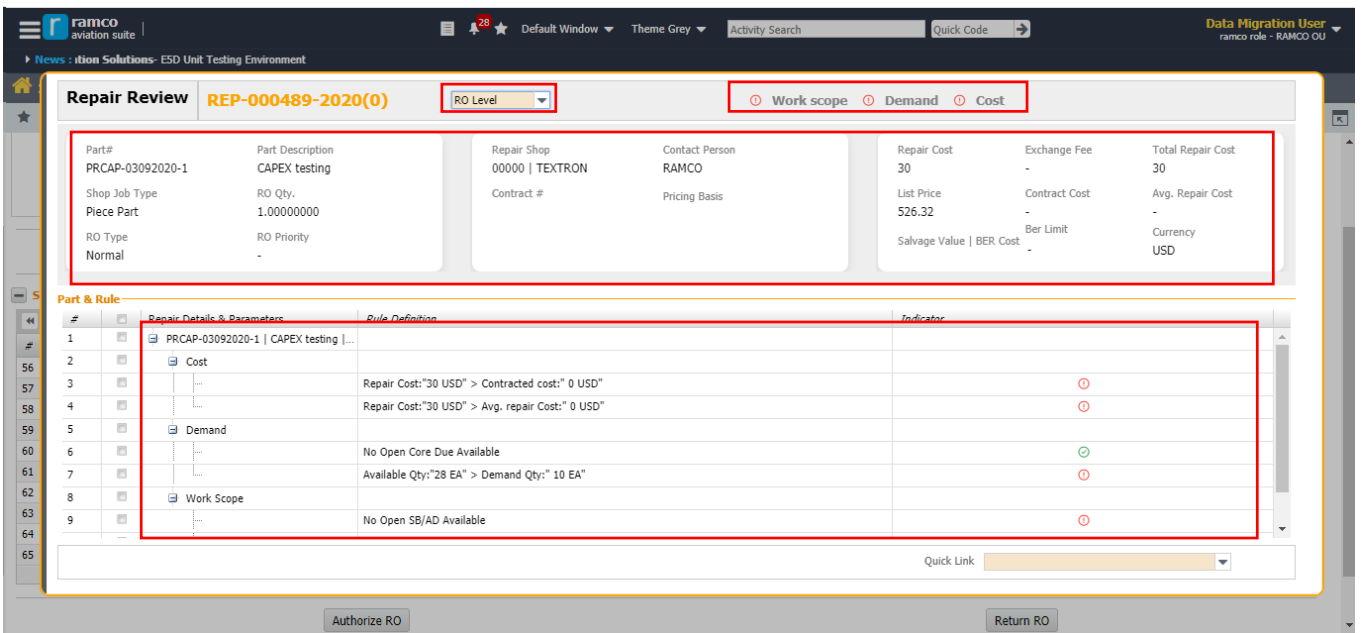 ramco
aviation suite
28
Default Window
Theme Grey
Activity Search
Quick Code
Data Migration User
ramco role - RAMCO OU
News : ition Solutions- ESD Unit Testing Environment
Repair Review
REP-000489-2020(0)
RO Level
Work scope
Demand
Cost
Part#
Part Description
Repair Shop
Contact Person
Repair Cost
Exchange Fee
Total Repair Cost
PRCAP-03092020-1
CAPEX testing
00000 | TEXTRON
RAMCO
30
-
30
Shop Job Type
RO Qty.
Contract #
Pricing Basis
List Price
Contract Cost
Avg. Repair Cost
Piece Part
1.00000000
526.32
-
-
RO Type
RO Priority
Salvage Value | BER Cost
Ber Limit
Currency
Normal
-
-
USD
S
Part & Rule
#
Repair Details & Parameters
Rule Definition
Indicator
1
PRCAP-03092020-1 | CAPEX testing |...
2
Cost
3
Repair Cost:"30 USD" > Contracted cost:" 0 USD"
4
Repair Cost:"30 USD" > Avg. repair Cost:" 0 USD"
5
Demand
6
No Open Core Due Available
7
Available Qty:"28 EA" > Demand Qty:" 10 EA"
8
Work Scope
9
No Open SB/AD Available
#
56
57
58
59
60
61
62
63
64
65
Quick Link
Authorize RO
Return RO